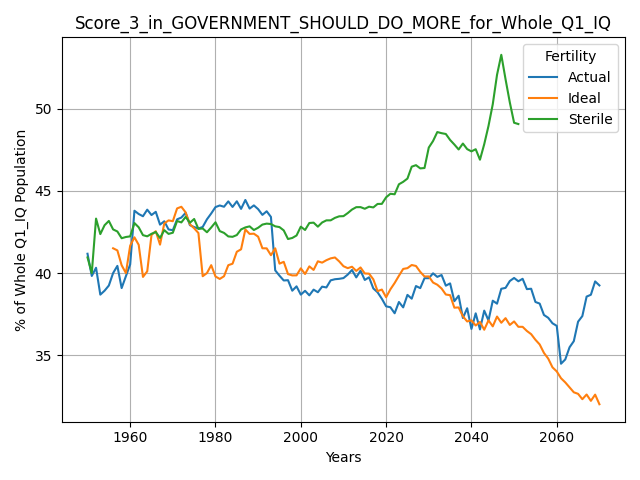 Score_3_in_GOVERNMENT_SHOULD_DO_MORE_for_Whole_Q1_IQ
Fertility
Actual
Ideal
Sterile
% of Whole Q1_IQ Population
50
45
40
35
1960
1980
2000
2020
2040
2060
Years